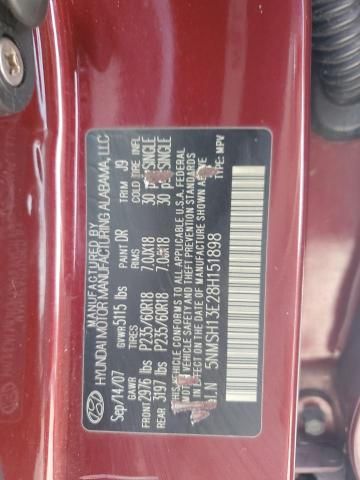 MANUFACTURED BY
HYUNDAI MOTOR MANUFACTURING ALABAMA, LLC
Sep/14/07 GVWR 5115 lbs PAINT DR TRIM J9
GAWR COLD TIRE INFL
FRONT 2976 lbs P235/60R18 7.0JX18 30 SINGLE
REAR 3197 lbs P235/60R18 7.0JX18 30 SINGLE
THIS VEHICLE CONFORMS TO ALL APPLICABLE U.S.A. FEDERAL
MOTOR VEHICLE SAFETY AND THEFT PREVENTION
STANDARDS IN EFFECT ON THE DATE OF MANUFACTURE SHOWN ABOVE
V.I.N 5NMSH13E28H151898 TYPE: MPV